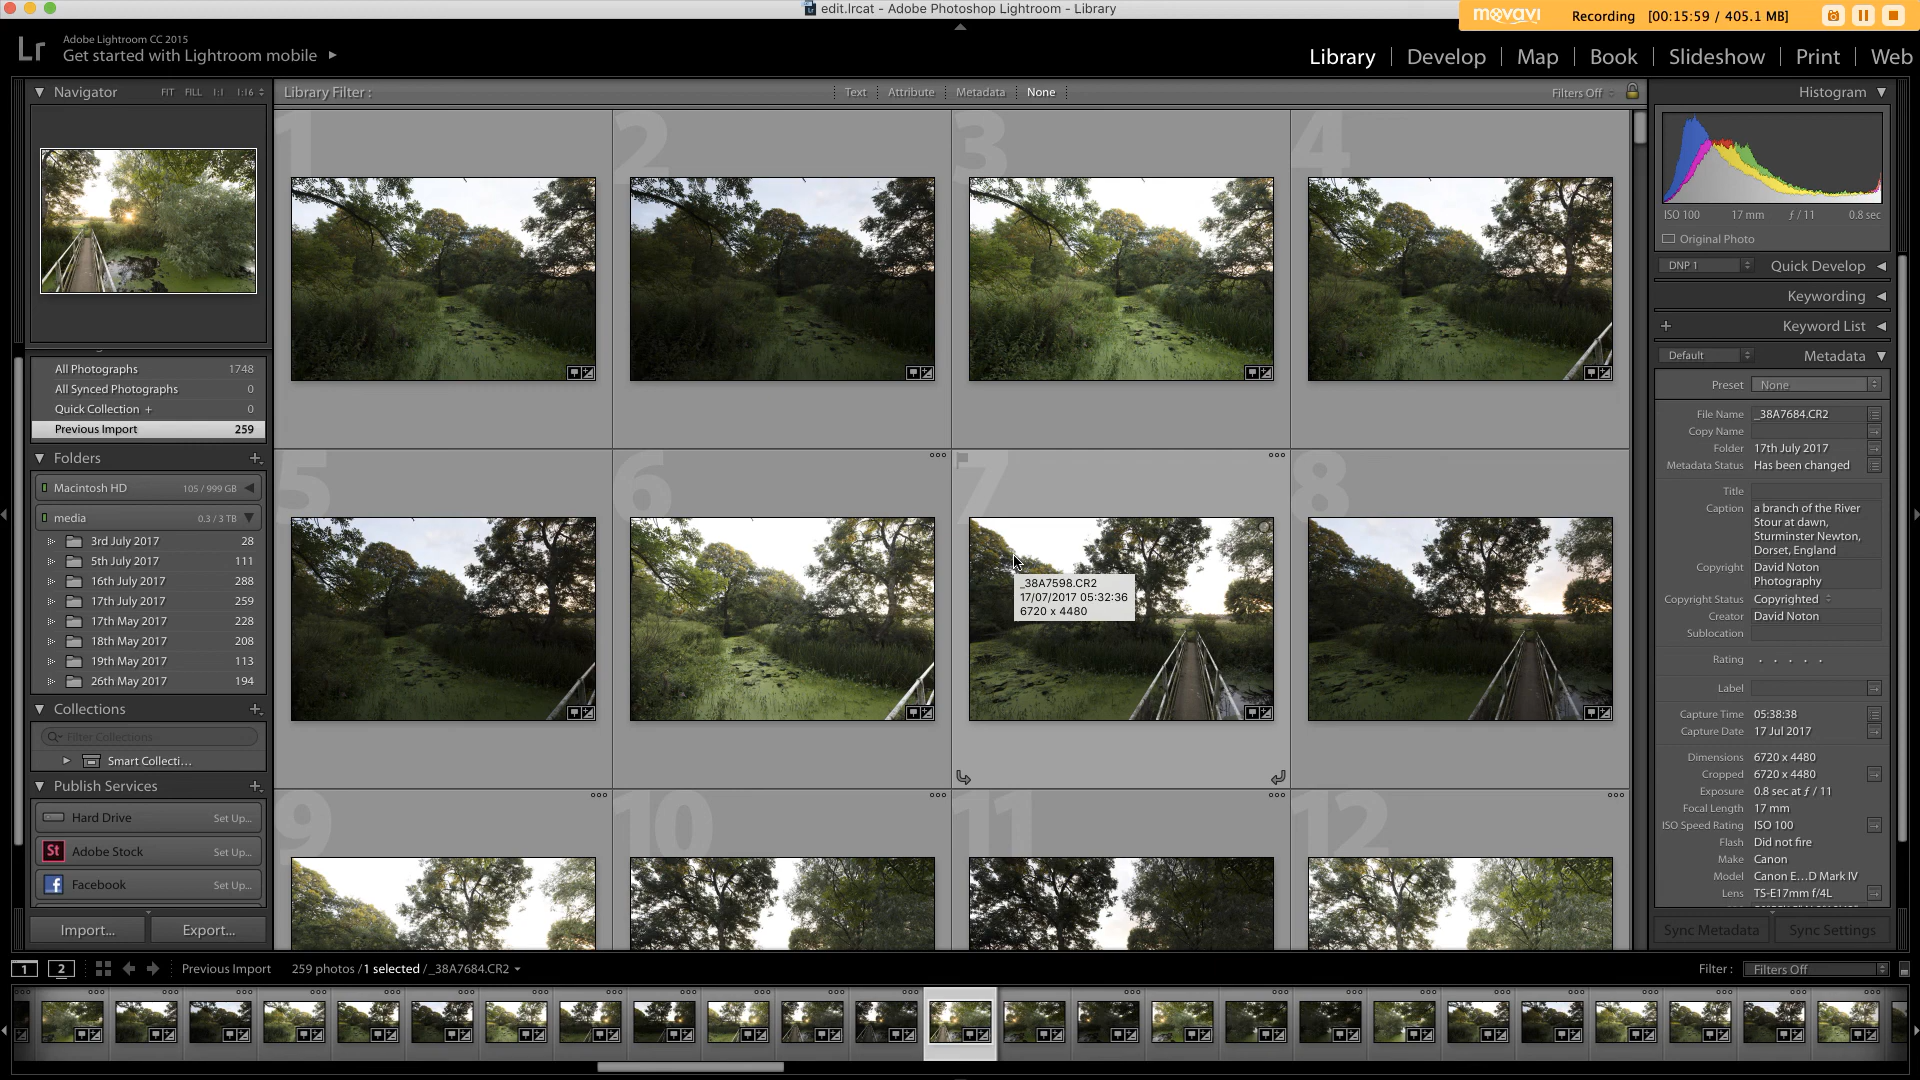 edit.lrcat - Adobe Photoshop Lightroom - Library
movavi
Recording [00:15:59 / 405.1 MB]
Lr
Adobe Lightroom CC 2015
Get started with Lightroom mobile
Library
Develop
Map
Book
Slideshow
Print
Web
Navigator
FIT
FILL
1:1
1:16
Library Filter :
Text
Attribute
Metadata
None
Filters Off
Histogram
ISO 100
17 mm
ƒ / 11
0.8 sec
Original Photo
DNP 1
Quick Develop
Keywording
Keyword List
Default
Metadata
Preset None
File Name _38A7684.CR2
Copy Name
Folder 17th July 2017
Metadata Status Has been changed
Title
Caption a branch of the River
Stour at dawn,
Sturminster Newton,
Dorset, England
Copyright David Noton
Photography
Copyright Status Copyrighted
Creator David Noton
Sublocation
Rating
Label
Capture Time 05:38:38
Capture Date 17 Jul 2017
Dimensions 6720 x 4480
Cropped 6720 x 4480
Exposure 0.8 sec at ƒ / 11
Focal Length 17 mm
ISO Speed Rating ISO 100
Flash Did not fire
Make Canon
Model Canon E...D Mark IV
Lens TS-E17mm f/4L
Sync Metadata
Sync Settings
All Photographs 1748
All Synced Photographs 0
Quick Collection + 0
Previous Import 259
Folders
Macintosh HD 105 / 999 GB
media 0.3 / 3 TB
3rd July 2017 28
5th July 2017 111
16th July 2017 288
17th July 2017 259
17th May 2017 228
18th May 2017 208
19th May 2017 113
26th May 2017 194
Collections
Filter Collections
Smart Collecti...
Publish Services
Hard Drive Set Up...
St Adobe Stock Set Up...
Facebook Set Up...
Import...
Export...
1
2
3
4
5
6
7
8
9
10
11
12
_38A7598.CR2
17/07/2017 05:32:36
6720 x 4480
1
2
Previous Import
259 photos / 1 selected / _38A7684.CR2
Filter :
Filters Off